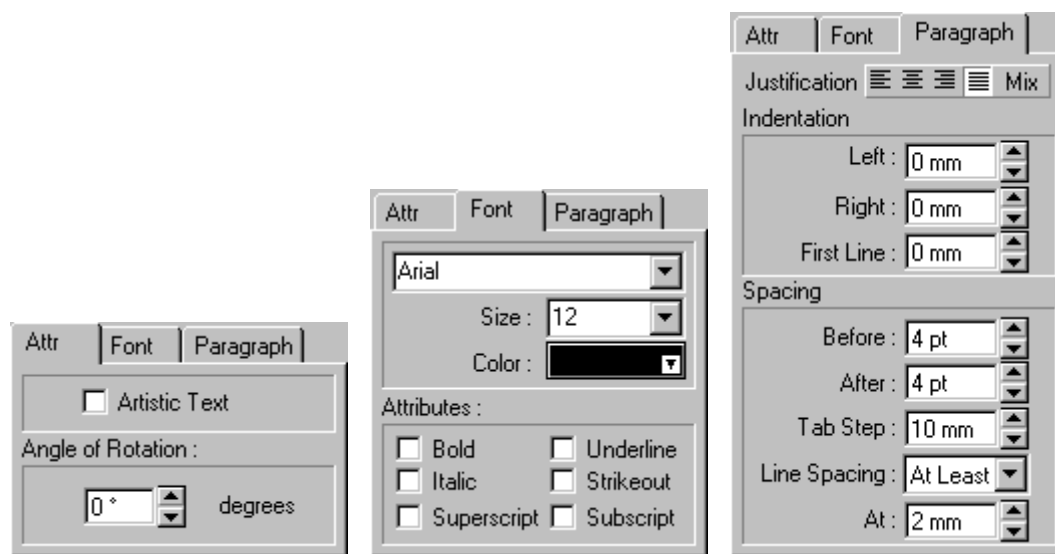 Attr Font Paragraph
Artistic Text
Angle of Rotation :
0 ° degrees
Attr Font Paragraph
Arial
Size : 12
Color :
Attributes :
Bold Underline
Italic Strikeout
Superscript Subscript
Attr Font Paragraph
Justification Mix
Indentation
Left : 0 mm
Right : 0 mm
First Line : 0 mm
Spacing
Before : 4 pt
After : 4 pt
Tab Step : 10 mm
Line Spacing : At Least
At : 2 mm